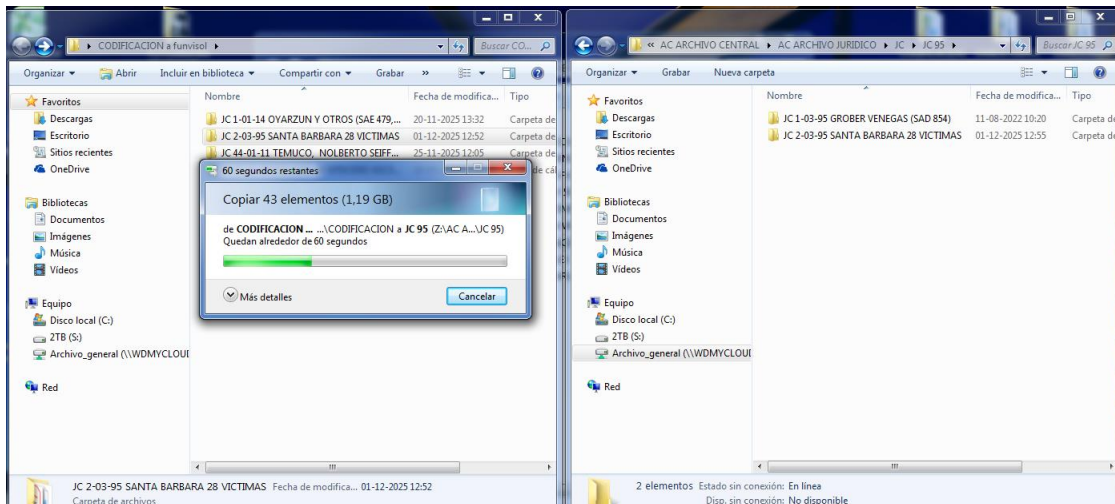 CODIFICACION a funvisol
Buscar CO...
Organizar
Abrir
Incluir en biblioteca
Compartir con
Grabar
»
Favoritos
Descargas
Escritorio
Sitios recientes
OneDrive
Bibliotecas
Documentos
Imágenes
Música
Vídeos
Equipo
Disco local (C:)
2TB (S:)
Archivo_general (\\WDMYCLOUD
Red
Nombre Fecha de modifica... Tipo
JC 1-01-14 OYARZUN Y OTROS (SAE 479,... 20-11-2025 13:32 Carpeta de
JC 2-03-95 SANTA BARBARA 28 VICTIMAS 01-12-2025 12:52 Carpeta de
JC 44-01-11 TEMUCO, NOLBERTO SEIFF... 25-11-2025 12:05 Carpeta de
de cál
60 segundos restantes
Copiar 43 elementos (1,19 GB)
de CODIFICACION ... ...\CODIFICACION a JC 95 (Z:\AC A...\JC 95)
Quedan alrededor de 60 segundos
Más detalles
Cancelar
JC 2-03-95 SANTA BARBARA 28 VICTIMAS Fecha de modifica... 01-12-2025 12:52
Carpeta de archivos
« AC ARCHIVO CENTRAL AC ARCHIVO JURIDICO JC JC 95
Buscar JC 95
Organizar
Grabar
Nueva carpeta
Favoritos
Descargas
Escritorio
Sitios recientes
OneDrive
Bibliotecas
Documentos
Imágenes
Música
Vídeos
Equipo
Disco local (C:)
2TB (S:)
Archivo_general (\\WDMYCLOUD
Red
Nombre Fecha de modifica... Tipo
JC 1-03-95 GROBER VENEGAS (SAD 854) 11-08-2022 10:20 Carpeta de
JC 2-03-95 SANTA BARBARA 28 VICTIMAS 01-12-2025 12:55 Carpeta de
2 elementos Estado sin conexión: En línea
Disp. sin conexión: No disponible